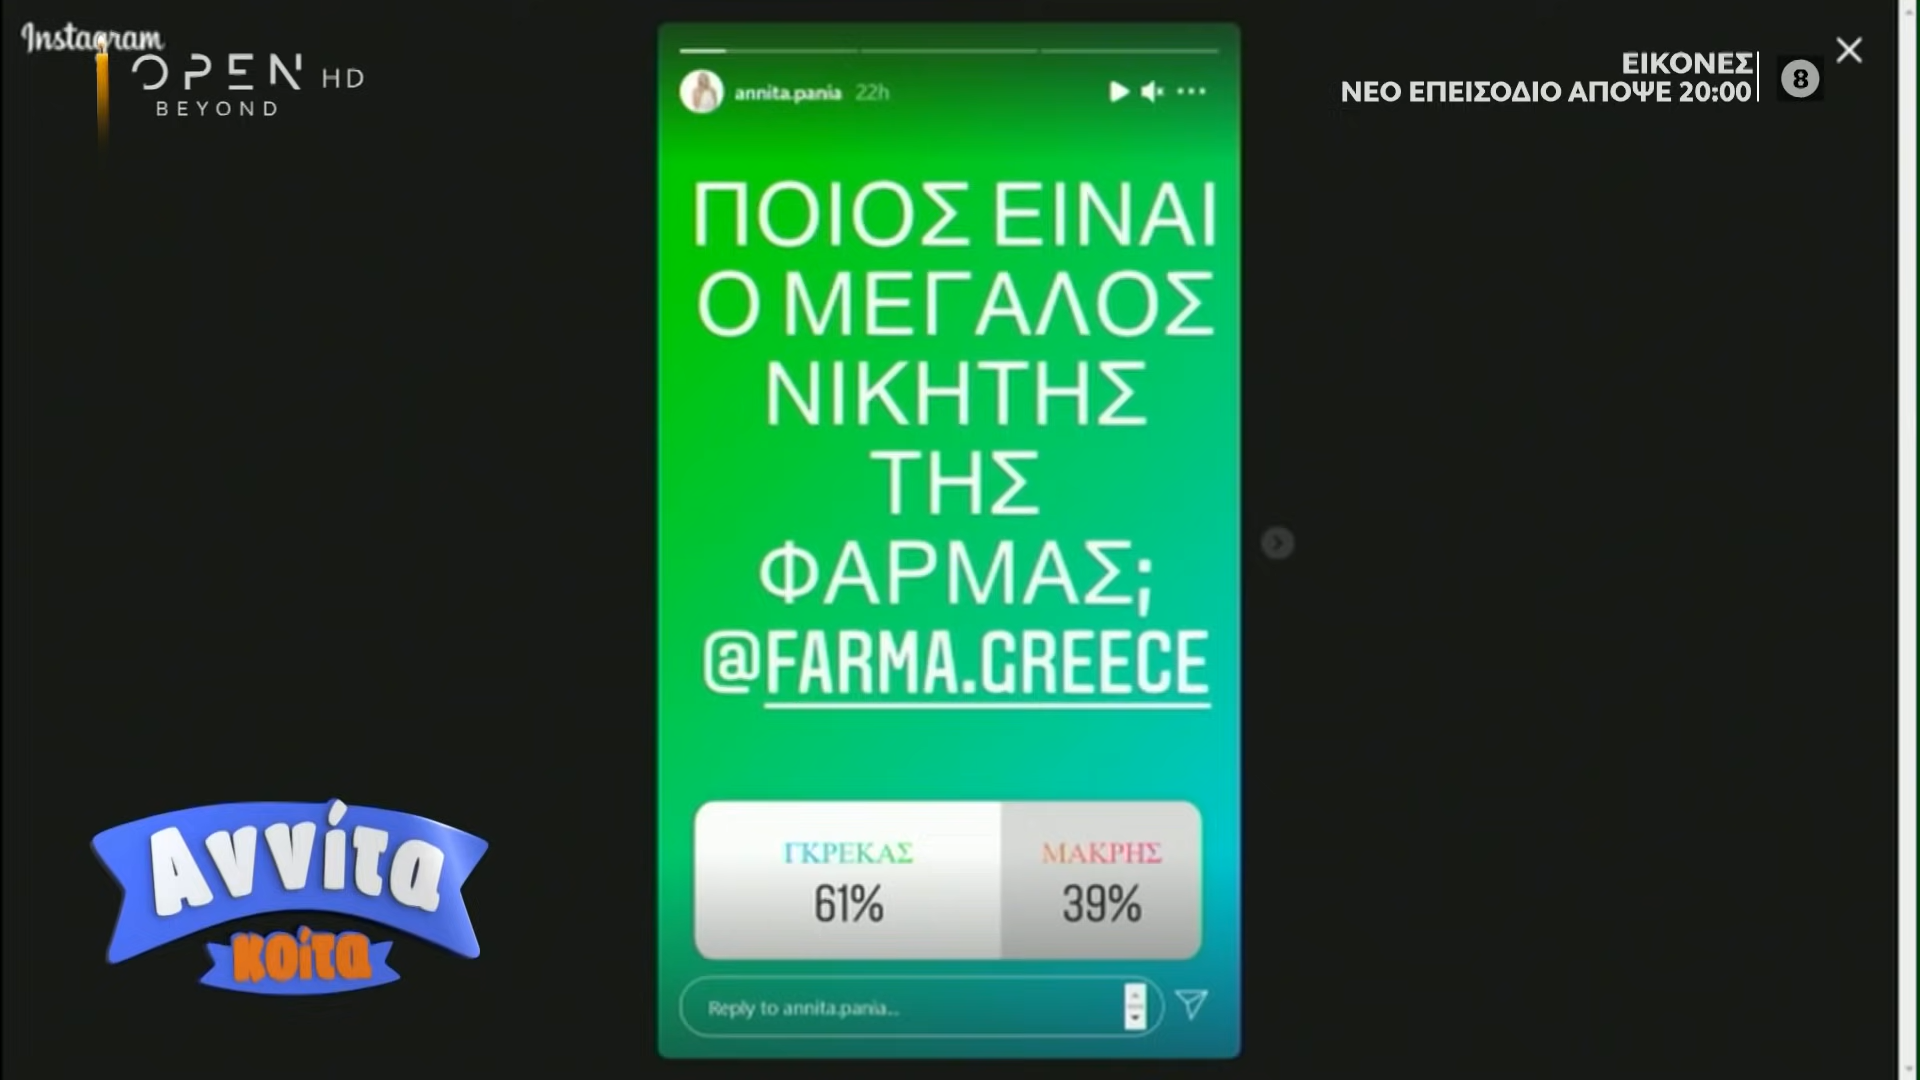 Instagram
OPEN HD
BEYOND
ΕΙΚΟΝΕΣ
ΝΕΟ ΕΠΕΙΣΟΔΙΟ ΑΠΟΨΕ 20:00
8
annita.pania 22h
ΠΟΙΟΣ ΕΙΝΑΙ
Ο ΜΕΓΑΛΟΣ
ΝΙΚΗΤΗΣ
ΤΗΣ
ΦΑΡΜΑΣ;
@FARMA.GREECE
ΓΚΡΕΚΑΣ
61%
ΜΑΚΡΗΣ
39%
Reply to annita.pania...
Αννίτα
κοίτα